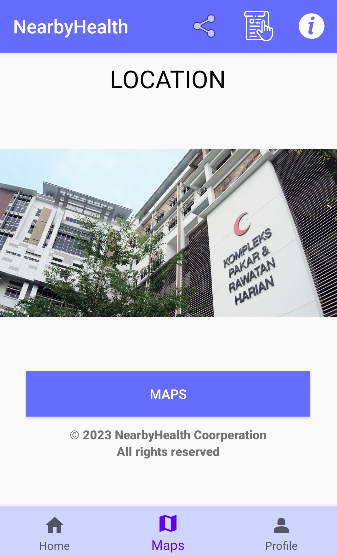 NearbyHealth
LOCATION
KOMPLEKS
PAKAR &
RAWATAN
HARIAN
MAPS
© 2023 NearbyHealth Coorperation
All rights reserved
Home
Maps
Profile